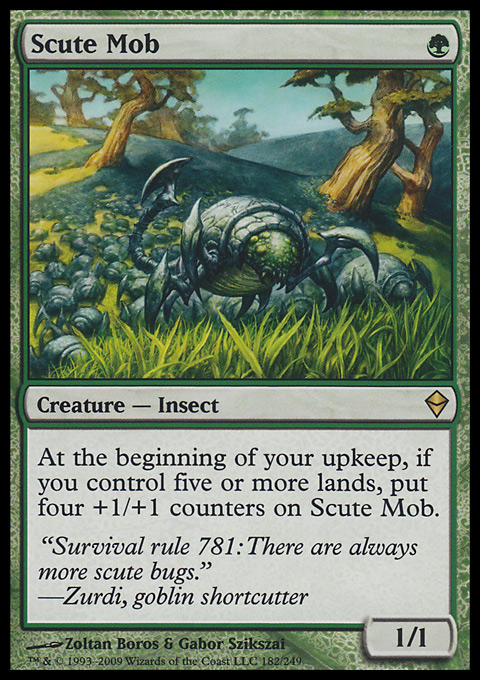 Scute Mob
Creature — Insect
At the beginning of your upkeep, if
you control five or more lands, put
four +1/+1 counters on Scute Mob.
“Survival rule 781: There are always
more scute bugs.”
—Zurdi, goblin shortcutter
Zoltan Boros & Gabor Szikszai
1/1
™ & © 1993–2009 Wizards of the Coast LLC 182/249